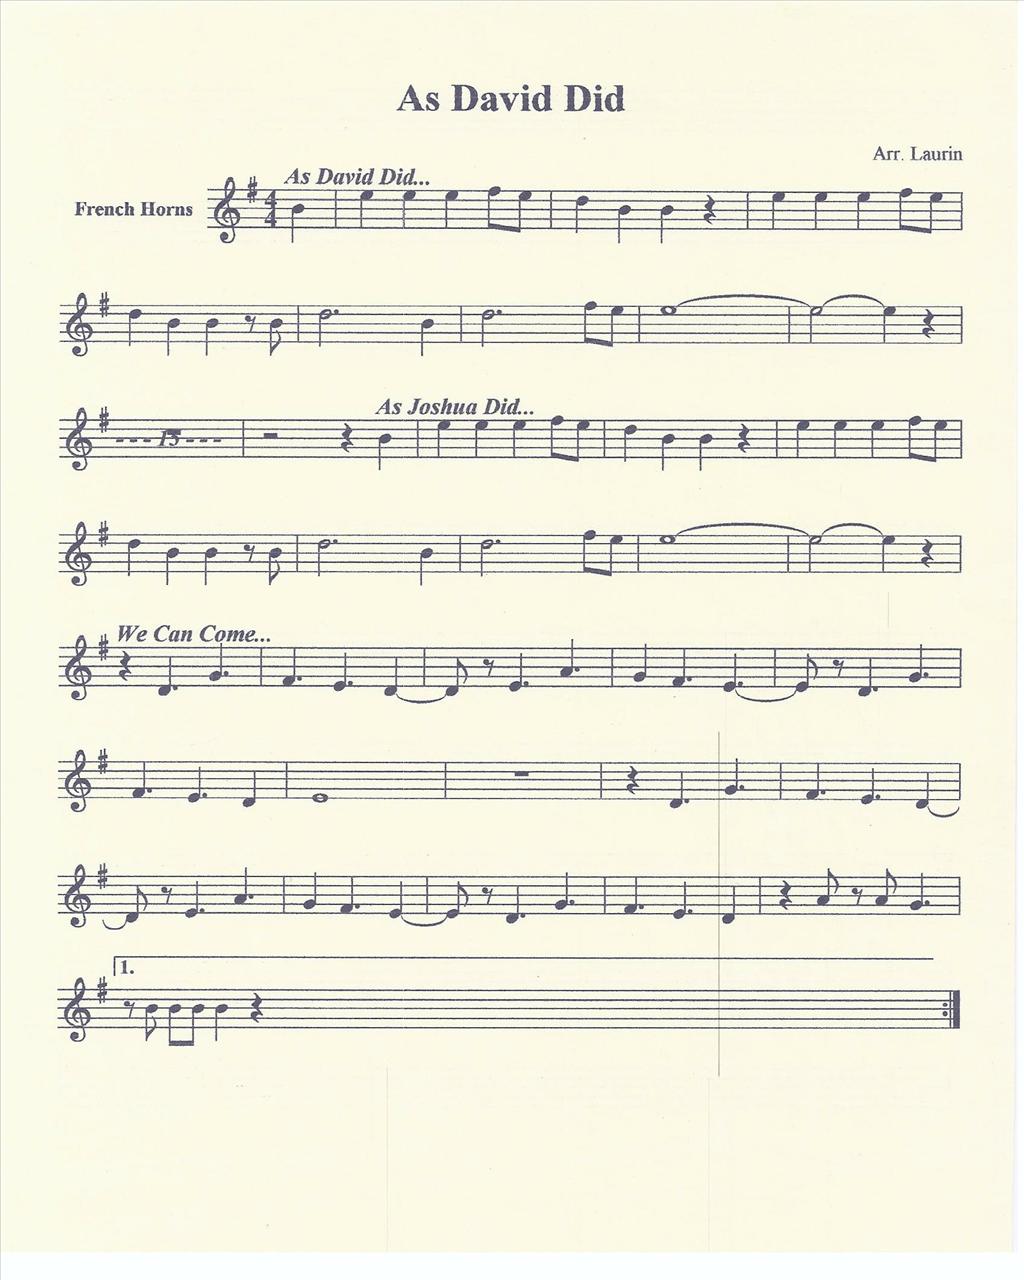 As David Did
Arr. Laurin
As David Did...
French Horns
4
4
- - - 15 - - -
As Joshua Did...
We Can Come...
1.